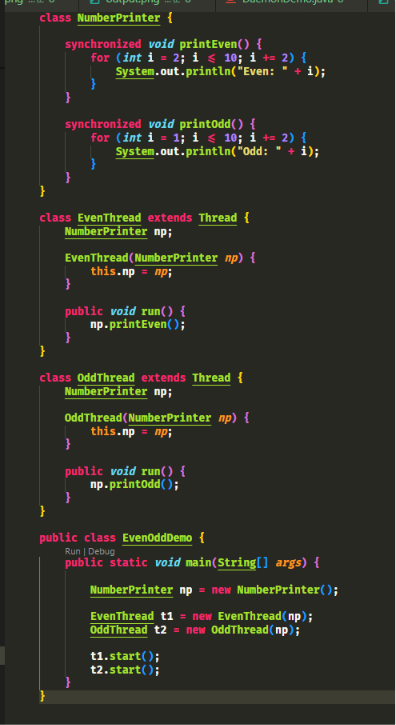 output.png
DaemonDemo.java
class NumberPrinter {
synchronized void printEven() {
for (int i = 2; i ≤ 10; i += 2) {
System.out.println("Even: " + i);
}
}
synchronized void printOdd() {
for (int i = 1; i ≤ 10; i += 2) {
System.out.println("Odd: " + i);
}
}
}
class EvenThread extends Thread {
NumberPrinter np;
EvenThread(NumberPrinter np) {
this.np = np;
}
public void run() {
np.printEven();
}
}
class OddThread extends Thread {
NumberPrinter np;
OddThread(NumberPrinter np) {
this.np = np;
}
public void run() {
np.printOdd();
}
}
public class EvenOddDemo {
Run | Debug
public static void main(String[] args) {
NumberPrinter np = new NumberPrinter();
EvenThread t1 = new EvenThread(np);
OddThread t2 = new OddThread(np);
t1.start();
t2.start();
}
}